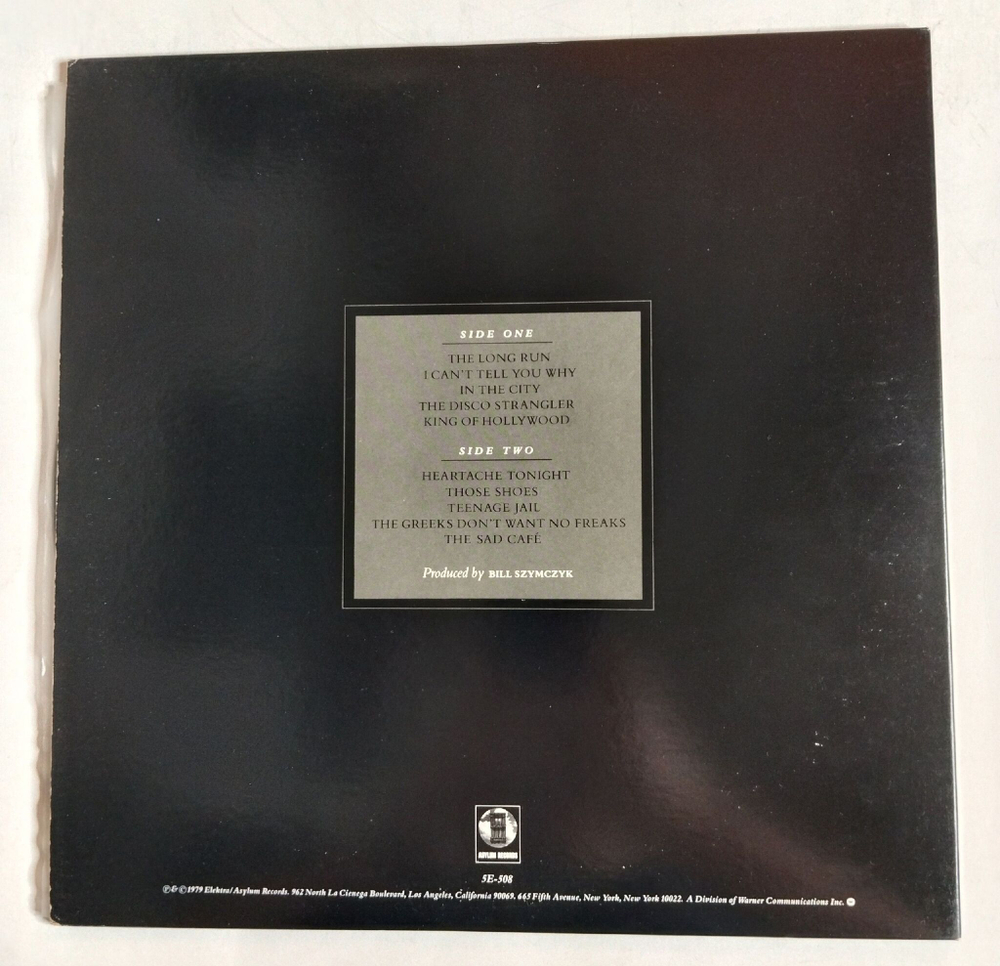 SIDE ONE
THE LONG RUN
I CAN'T TELL YOU WHY
IN THE CITY
THE DISCO STRANGLER
KING OF HOLLYWOOD
SIDE TWO
HEARTACHE TONIGHT
THOSE SHOES
TEENAGE JAIL
THE GREEKS DON'T WANT NO FREAKS
THE SAD CAFÉ
Produced by BILL SZYMCZYK
ASYLUM RECORDS
5E-508
℗&©1979 Elektra/Asylum Records. 962 North La Cienega Boulevard, Los Angeles, California 90069. 665 Fifth Avenue, New York, New York 10022. A Division of Warner Communications Inc.